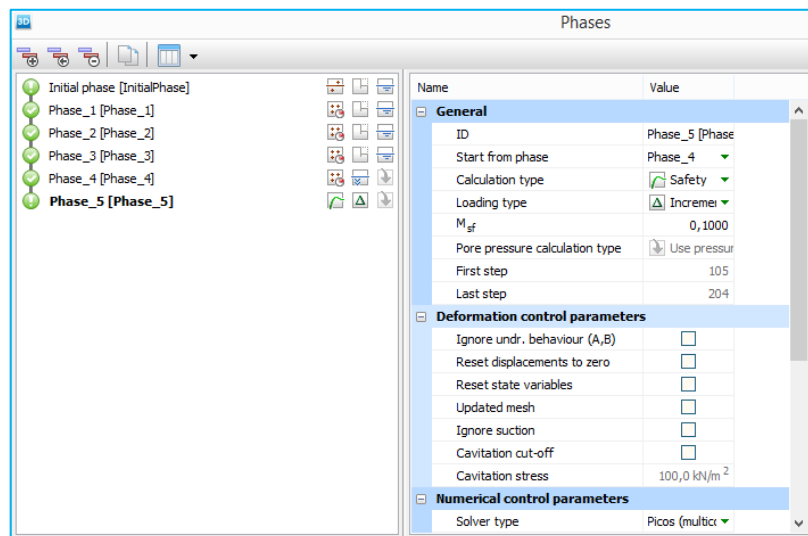 3D Phases
Initial phase [InitialPhase]
Phase_1 [Phase_1]
Phase_2 [Phase_2]
Phase_3 [Phase_3]
Phase_4 [Phase_4]
Phase_5 [Phase_5]
Name Value
General
ID Phase_5 [Phase
Start from phase Phase_4
Calculation type Safety
Loading type Incremei
Msf 0,1000
Pore pressure calculation type Use pressur
First step 105
Last step 204
Deformation control parameters
Ignore undr. behaviour (A,B)
Reset displacements to zero
Reset state variables
Updated mesh
Ignore suction
Cavitation cut-off
Cavitation stress 100,0 kN/m²
Numerical control parameters
Solver type Picos (multicc